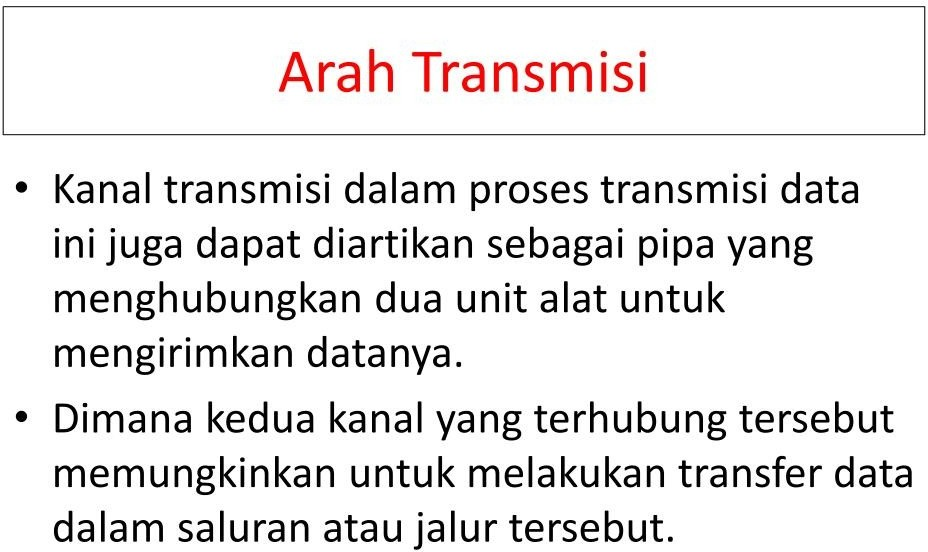 Arah Transmisi
• Kanal transmisi dalam proses transmisi data
ini juga dapat diartikan sebagai pipa yang
menghubungkan dua unit alat untuk
mengirimkan datanya.
• Dimana kedua kanal yang terhubung tersebut
memungkinkan untuk melakukan transfer data
dalam saluran atau jalur tersebut.